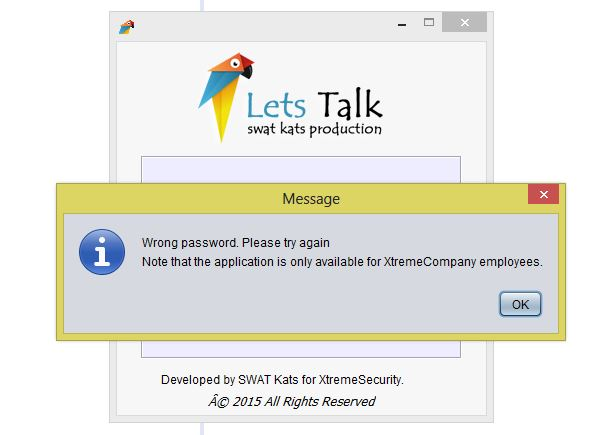 Lets Talk
swat kats production
Message
Wrong password. Please try again
Note that the application is only available for XtremeCompany employees.
OK
Developed by SWAT Kats for XtremeSecurity.
Â© 2015 All Rights Reserved